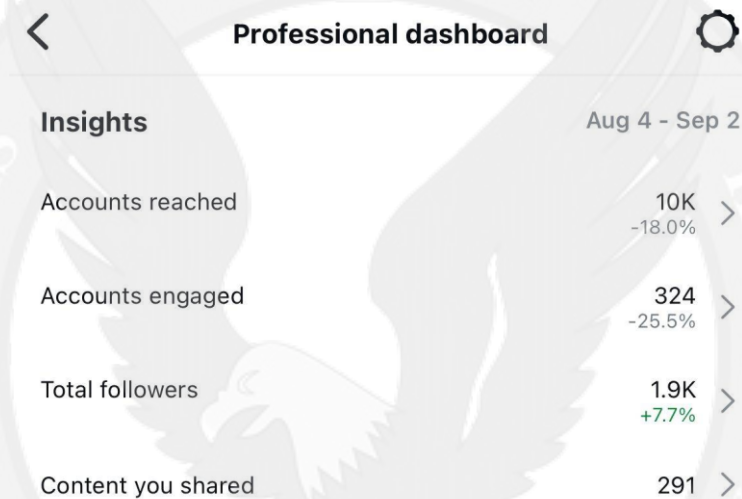 Professional dashboard
Insights
Aug 4 - Sep 2
Accounts reached
10K
-18.0%
Accounts engaged
324
-25.5%
Total followers
1.9K
+7.7%
Content you shared
291